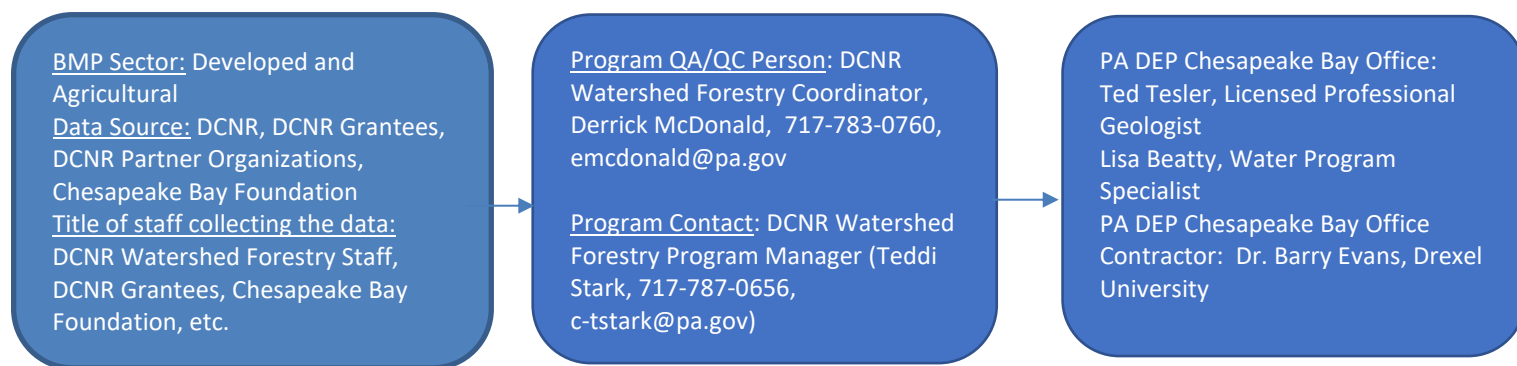 BMP Sector: Developed and
Agricultural
Data Source: DCNR, DCNR Grantees,
DCNR Partner Organizations,
Chesapeake Bay Foundation
Title of staff collecting the data:
DCNR Watershed Forestry Staff,
DCNR Grantees, Chesapeake Bay
Foundation, etc.
Program QA/QC Person: DCNR
Watershed Forestry Coordinator,
Derrick McDonald, 717-783-0760,
emcdonald@pa.gov
Program Contact: DCNR Watershed
Forestry Program Manager (Teddi
Stark, 717-787-0656,
c-tstark@pa.gov)
PA DEP Chesapeake Bay Office:
Ted Tesler, Licensed Professional
Geologist
Lisa Beatty, Water Program
Specialist
PA DEP Chesapeake Bay Office
Contractor: Dr. Barry Evans, Drexel
University